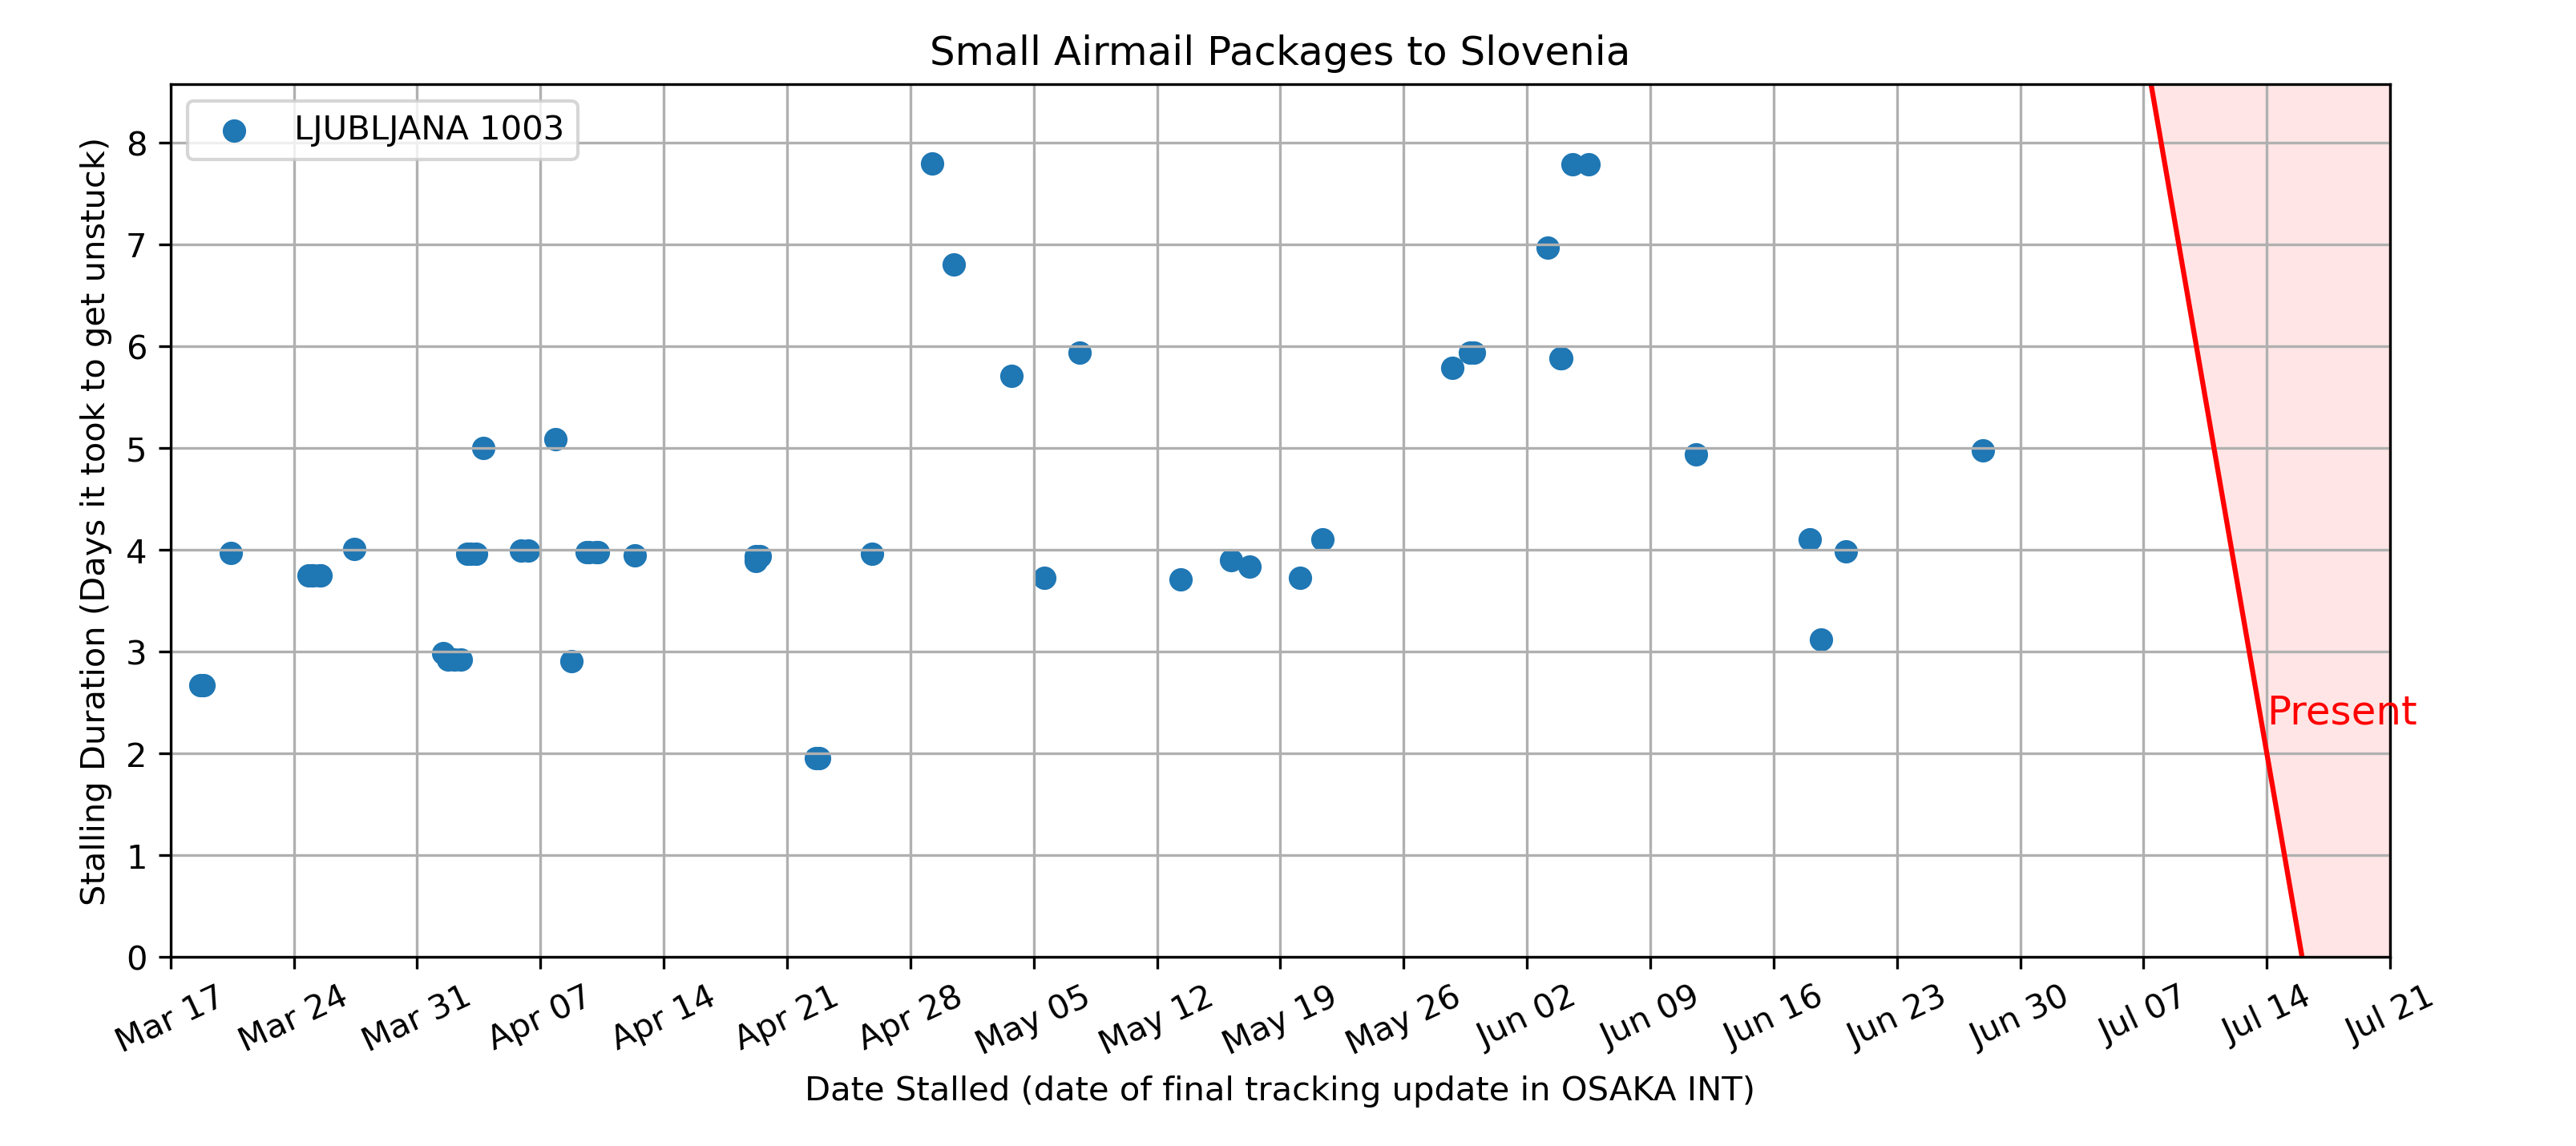 Small Airmail Packages to Slovenia
LJUBLJANA 1003
Stalling Duration (Days it took to get unstuck)
8
7
6
5
4
3
2
1
0
Present
Mar 17
Mar 24
Mar 31
Apr 07
Apr 14
Apr 21
Apr 28
May 05
May 12
May 19
May 26
Jun 02
Jun 09
Jun 16
Jun 23
Jun 30
Jul 07
Jul 14
Jul 21
Date Stalled (date of final tracking update in OSAKA INT)